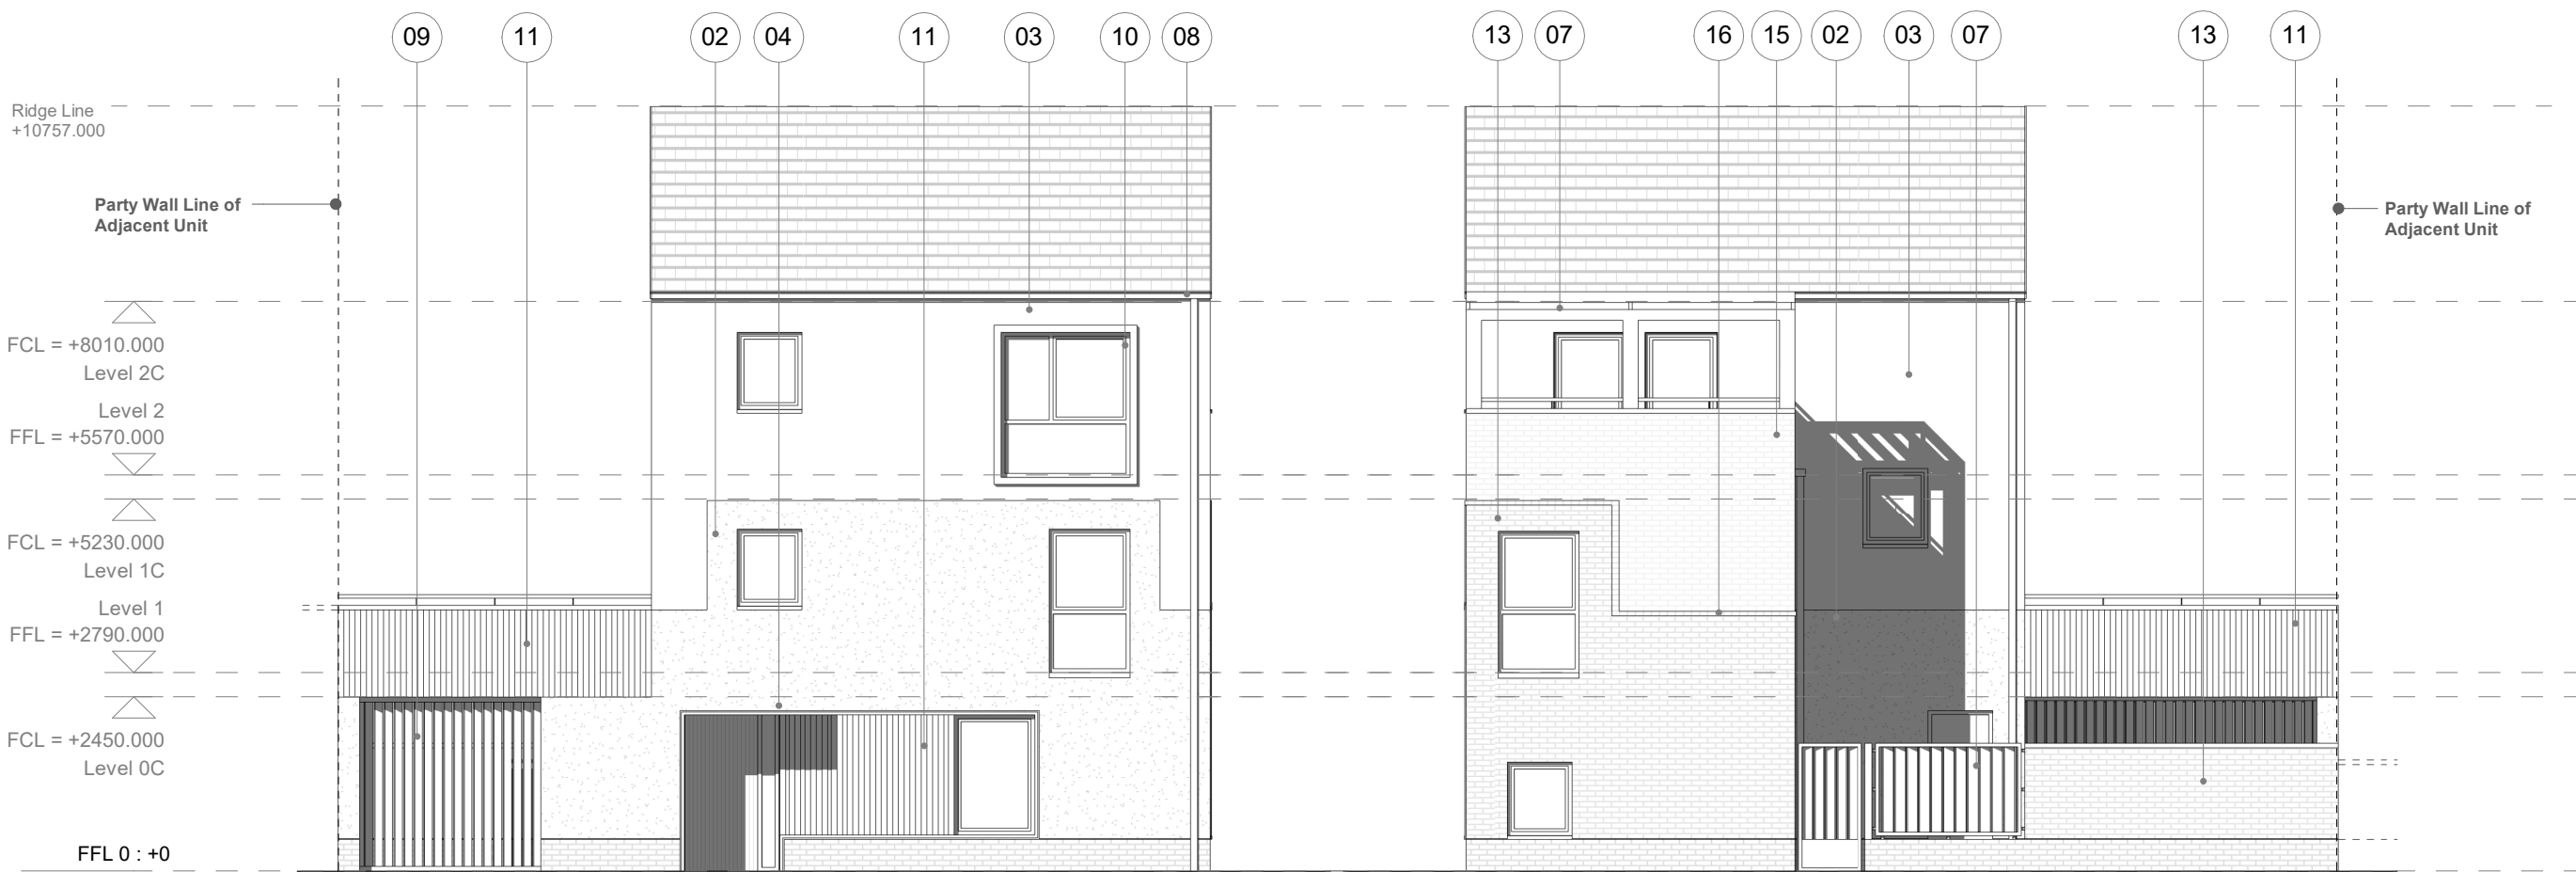 09 11 02 04 11 03 10 08 13 07 16 15 02 03 07 13 11
Ridge Line
+10757.000
Party Wall Line of
Adjacent Unit
Party Wall Line of
Adjacent Unit
FCL = +8010.000
Level 2C
Level 2
FFL = +5570.000
FCL = +5230.000
Level 1C
Level 1
FFL = +2790.000
FCL = +2450.000
Level 0C
FFL 0 : +0